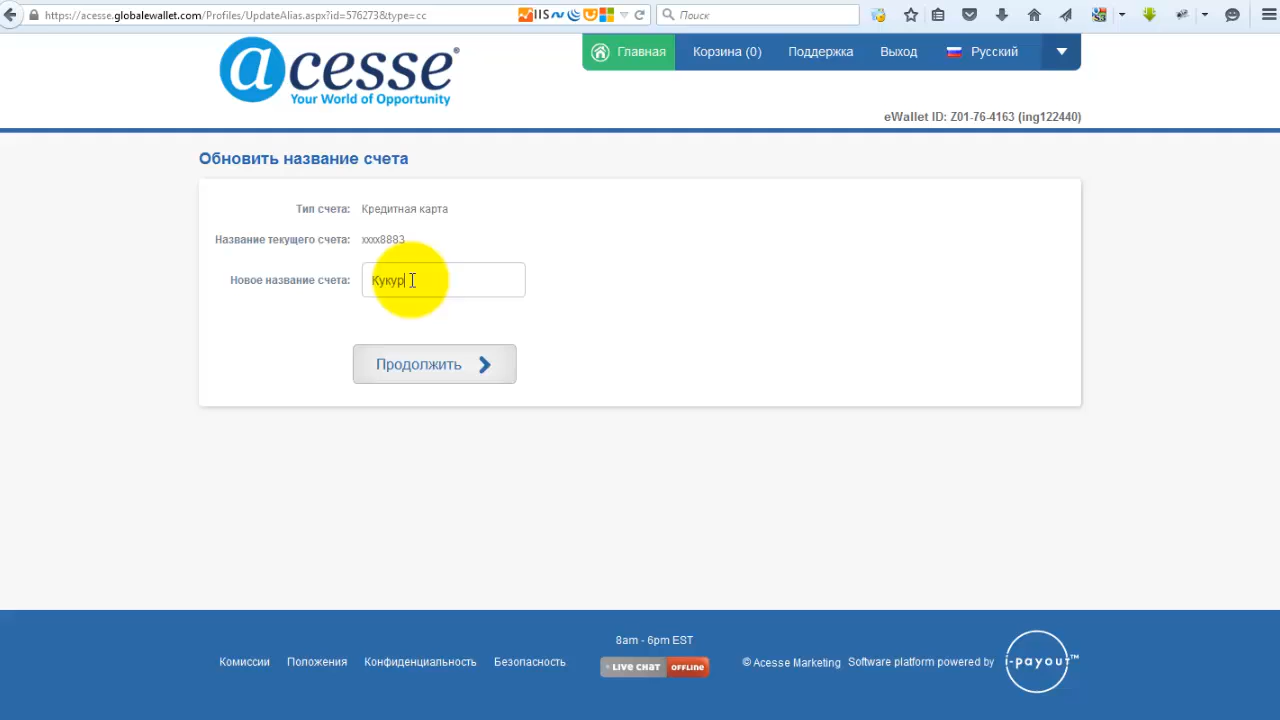 https://acesse.globalewallet.com/Profiles/UpdateAlias.aspx?id=576273&type=cc
Поиск
acesse®
Your World of Opportunity
Главная
Корзина (0)
Поддержка
Выход
Русский
eWallet ID: Z01-76-4163 (ing122440)
Обновить название счета
Тип счета: Кредитная карта
Название текущего счета: xxxx8883
Новое название счета: Кукур
Продолжить
8am - 6pm EST
Комиссии
Положения
Конфиденциальность
Безопасность
LIVE CHAT OFFLINE
© Acesse Marketing
Software platform powered by
i-payout™